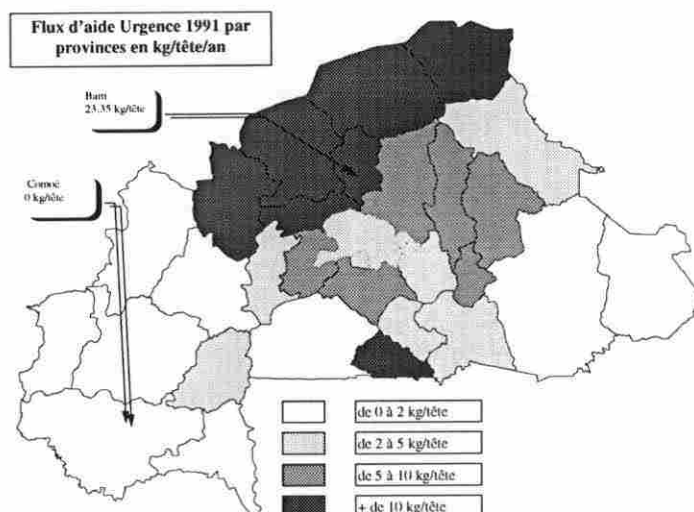 Flux d'aide Urgence 1991 par
provinces en kg/tête/an
Bam
23.35 kg/tête
Comoé
0 kg/tête
de 0 à 2 kg/tête
de 2 à 5 kg/tête
de 5 à 10 kg/tête
+ de 10 kg/tête